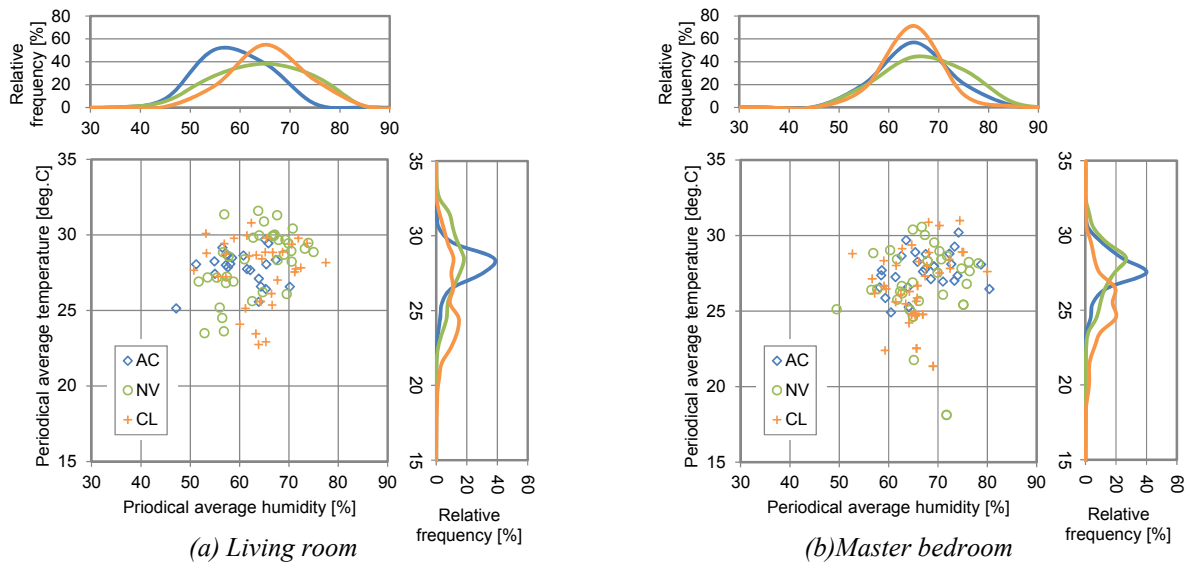 Relative
frequency [%]
80
60
40
20
0
30 40 50 60 70 80 90
Periodical average temperature [deg.C]
35
30
25
20
15
AC
NV
CL
30 40 50 60 70 80 90
Priodical average humidity [%]
35
30
25
20
15
0 20 40 60
Relative
frequency [%]
(a) Living room
Relative
frequency [%]
80
60
40
20
0
30 40 50 60 70 80 90
Periodical average temperature [deg.C]
35
30
25
20
15
AC
NV
CL
30 40 50 60 70 80 90
Periodical average humidity [%]
35
30
25
20
15
0 20 40 60
Relative
frequency [%]
(b)Master bedroom